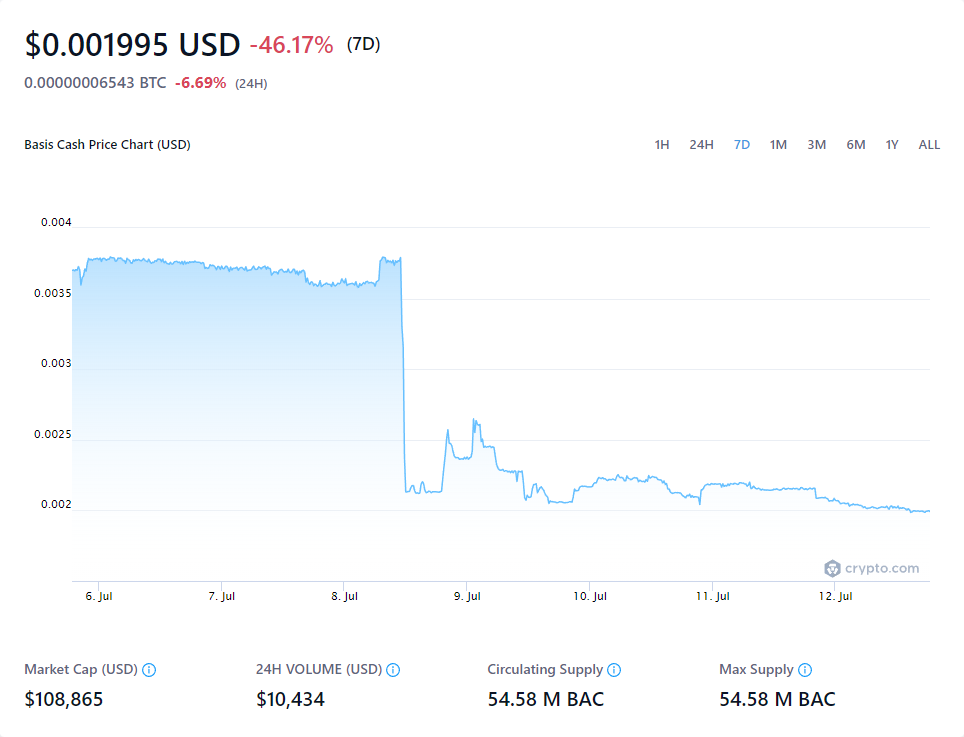 $0.001995 USD -46.17% (7D)
0.00000006543 BTC -6.69% (24H)
Basis Cash Price Chart (USD) 1H 24H 7D 1M 3M 6M 1Y ALL
0.004
0.0035
0.003
0.0025
0.002
crypto.com
6. Jul 7. Jul 8. Jul 9. Jul 10. Jul 11. Jul 12. Jul
Market Cap (USD) 24H VOLUME (USD) Circulating Supply Max Supply
$108,865 $10,434 54.58 M BAC 54.58 M BAC